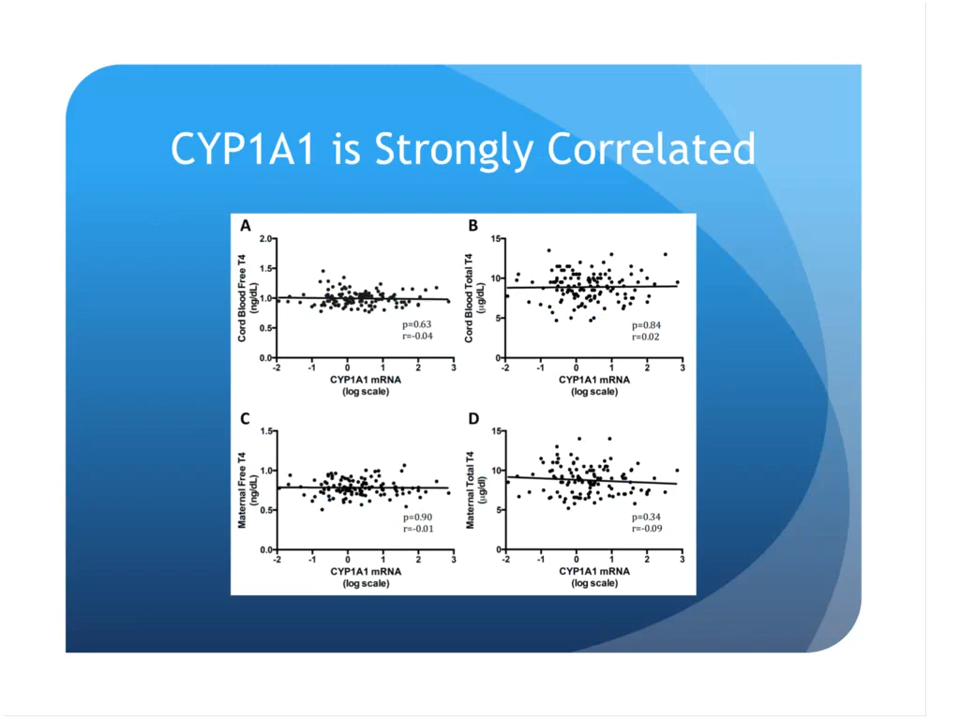 CYP1A1 is Strongly Correlated
A
Cord Blood Free T4
(ng/dL)
2.0
1.5
1.0
0.5
0.0
-2 -1 0 1 2 3
p=0.63
r=-0.04
CYP1A1 mRNA
(log scale)
B
Cord Blood Total T4
(µg/dL)
15
10
5
0
-2 -1 0 1 2 3
p=0.84
r=0.02
CYP1A1 mRNA
(log scale)
C
Maternal Free T4
(ng/dL)
1.5
1.0
0.5
0.0
-2 -1 0 1 2 3
p=0.90
r=-0.01
CYP1A1 mRNA
(log scale)
D
Maternal Total T4
(µg/dl)
15
10
5
0
-2 -1 0 1 2 3
p=0.34
r=-0.09
CYP1A1 mRNA
(log scale)